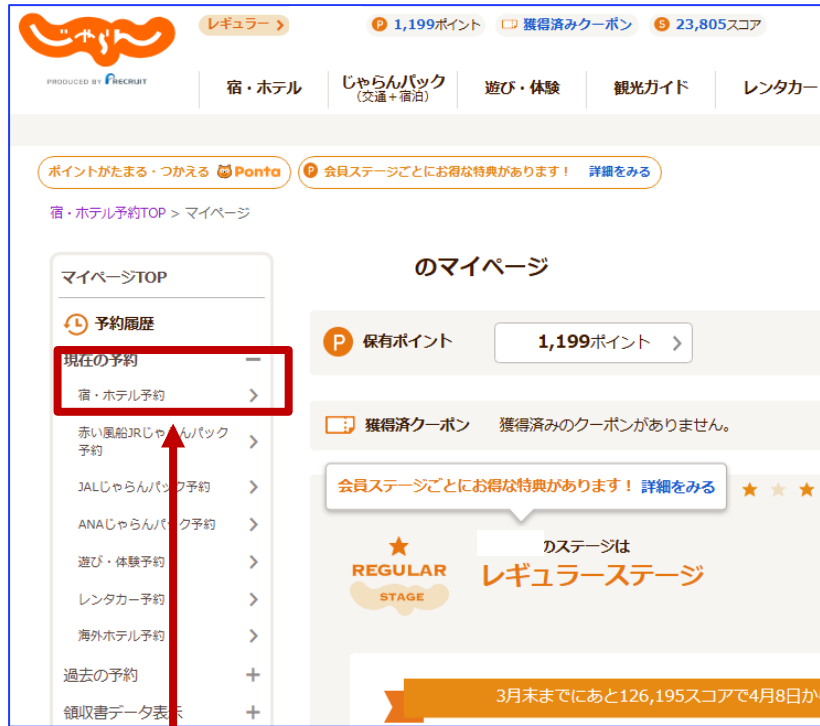 じゃらん
レギュラー >
P 1,199ポイント 獲得済みクーポン S 23,805スコア
PRODUCED BY RECRUIT
宿・ホテル じゃらんパック 遊び・体験 観光ガイド レンタカー
（交通+宿泊）
ポイントがたまる・つかえる Ponta P 会員ステージごとにお得な特典があります！ 詳細をみる
宿・ホテル予約TOP > マイページ
のマイページ
マイページTOP
予約履歴
P 保有ポイント 1,199ポイント >
現在の予約 －
宿・ホテル予約 >
獲得済クーポン 獲得済みのクーポンがありません。
赤い風船JRじゃらんパック
予約 >
JALじゃらんパック予約 >
会員ステージごとにお得な特典があります！ 詳細をみる
ANAじゃらんパック予約 >
のステージは
遊び・体験予約 >
REGULAR
STAGE
レギュラーステージ
レンタカー予約 >
海外ホテル予約 >
過去の予約 +
3月末までにあと126,195スコアで4月8日か
領収書データ表示 +